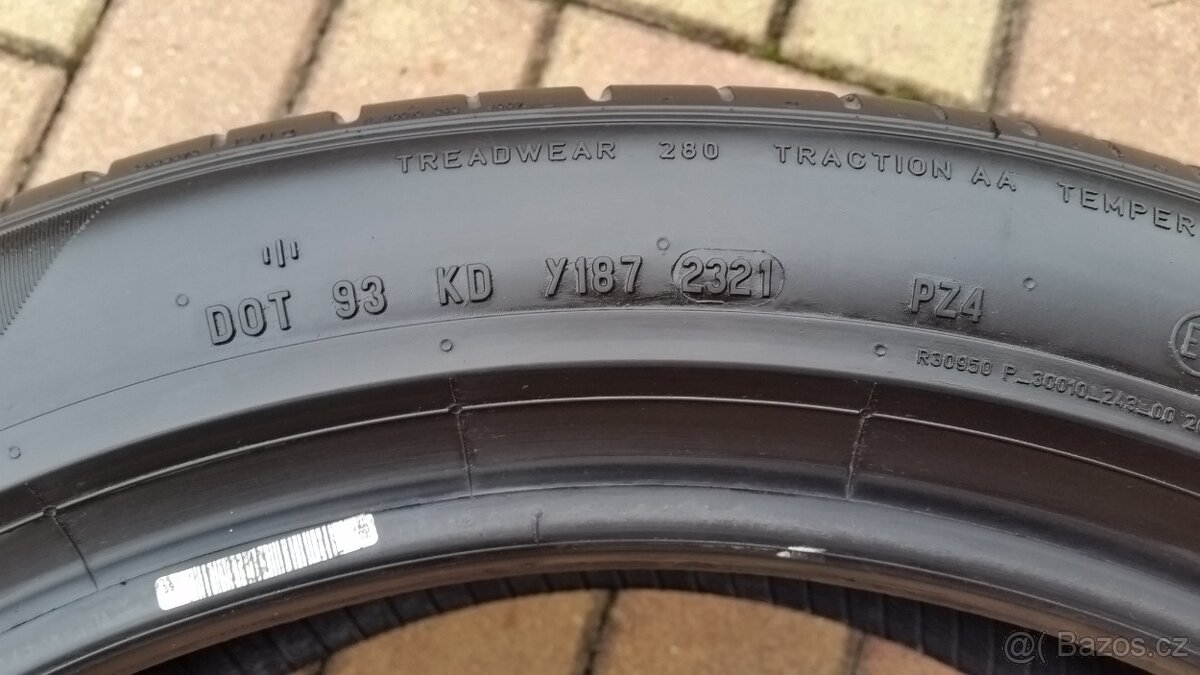 TREADWEAR 280 TRACTION AA TEMPER
DOT 93 KD Y187 2321 PZ4 E
R30950 P_30010_243_00
@ Bazos.cz